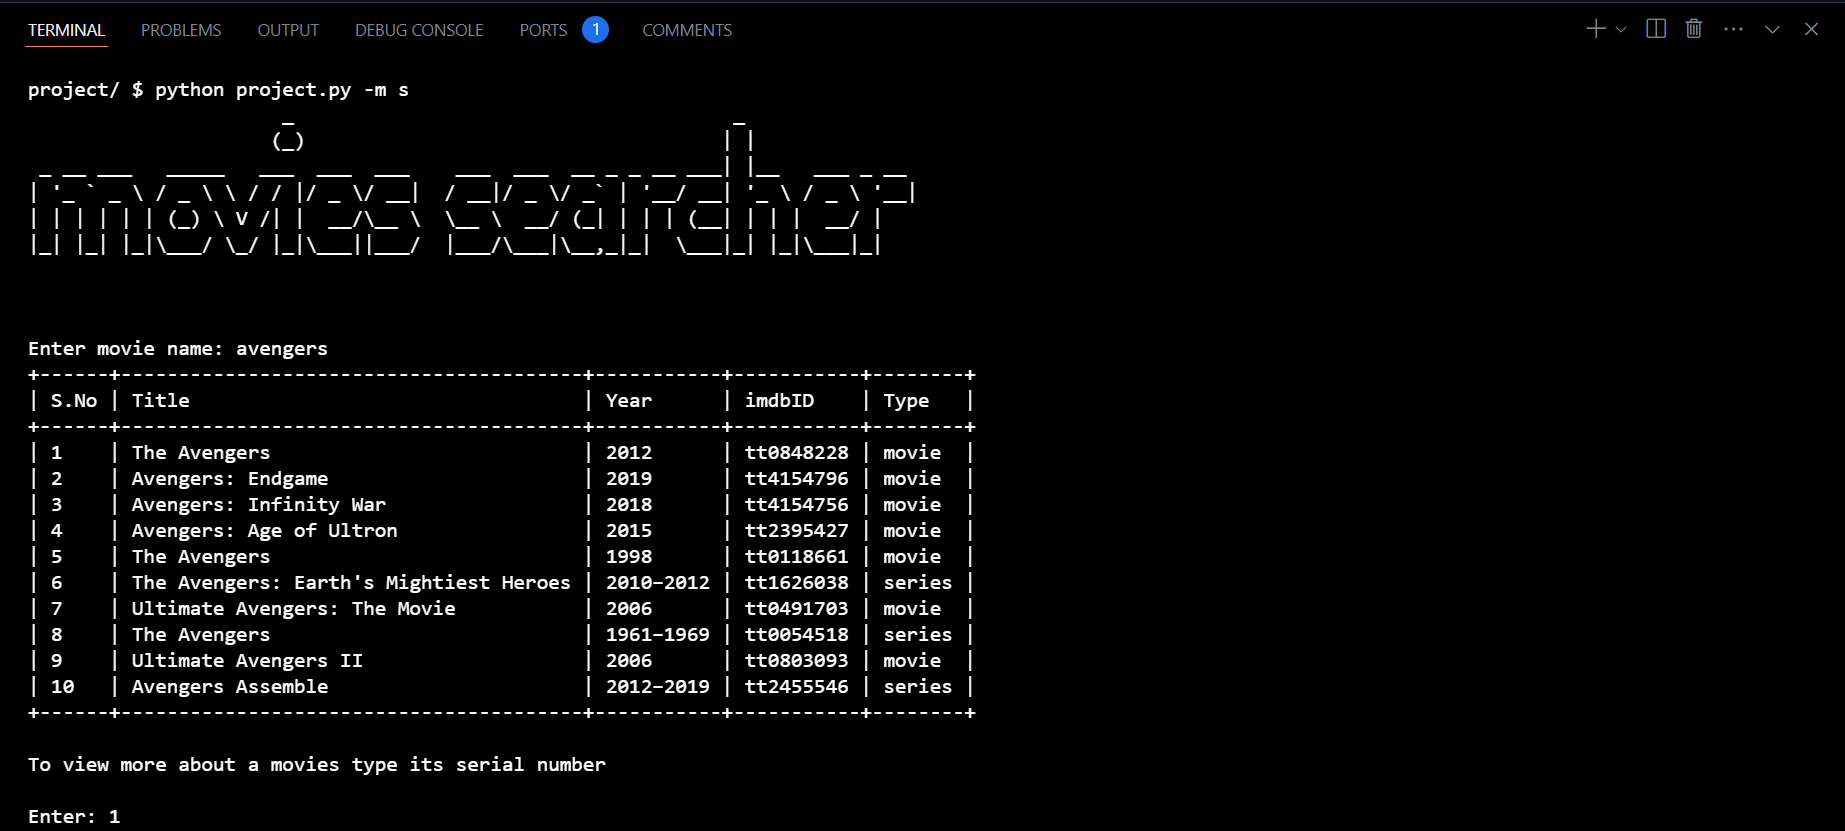 TERMINAL PROBLEMS OUTPUT DEBUG CONSOLE PORTS 1 COMMENTS
project/ $ python project.py -m s
movies searcher
Enter movie name: avengers
+------+----------------------------------------+-----------+-----------+--------+
| S.No | Title                                  | Year      | imdbID    | Type   |
+------+----------------------------------------+-----------+-----------+--------+
| 1    | The Avengers                           | 2012      | tt0848228 | movie  |
| 2    | Avengers: Endgame                      | 2019      | tt4154796 | movie  |
| 3    | Avengers: Infinity War                 | 2018      | tt4154756 | movie  |
| 4    | Avengers: Age of Ultron                | 2015      | tt2395427 | movie  |
| 5    | The Avengers                           | 1998      | tt0118661 | movie  |
| 6    | The Avengers: Earth's Mightiest Heroes | 2010–2012 | tt1626038 | series |
| 7    | Ultimate Avengers: The Movie           | 2006      | tt0491703 | movie  |
| 8    | The Avengers                           | 1961–1969 | tt0054518 | series |
| 9    | Ultimate Avengers II                   | 2006      | tt0803093 | movie  |
| 10   | Avengers Assemble                      | 2012–2019 | tt2455546 | series |
+------+----------------------------------------+-----------+-----------+--------+
To view more about a movies type its serial number
Enter: 1